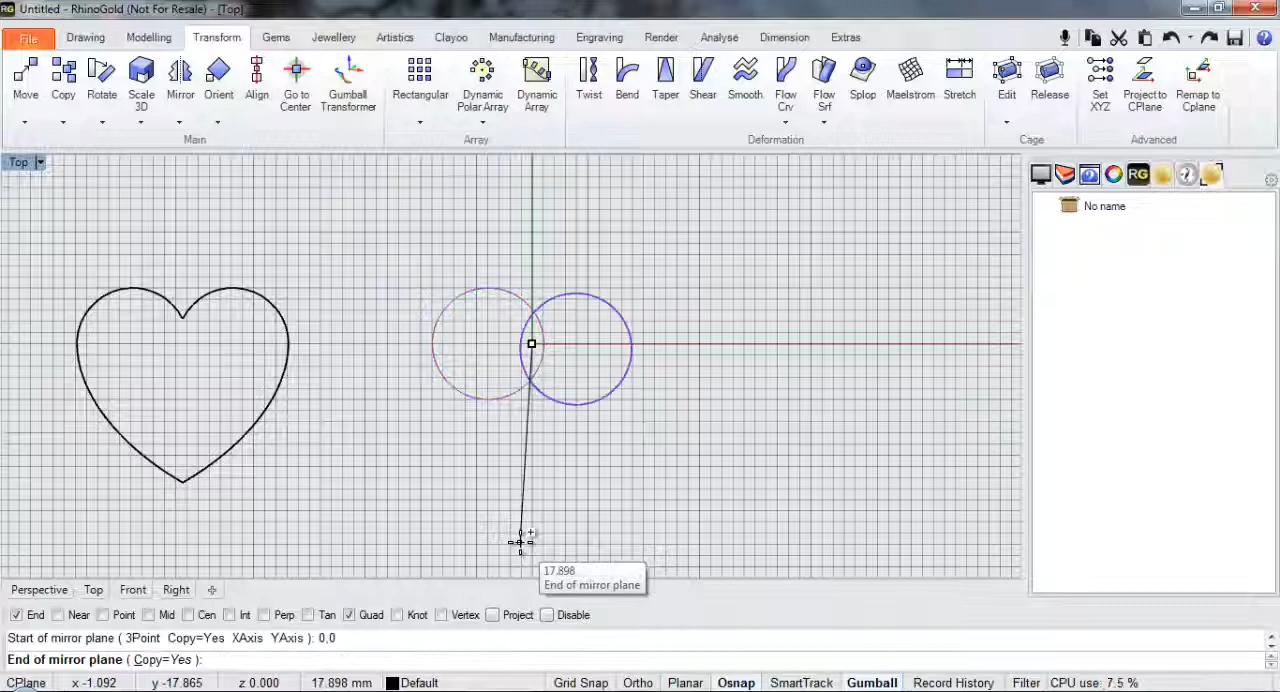 RG Untitled - RhinoGold (Not For Resale) - [Top]
File Drawing Modelling Transform Gems Jewellery Artistics Clayoo Manufacturing Engraving Render Analyse Dimension Extras
Move Copy Rotate Scale 3D Mirror Orient Align Go to Center Gumball Transformer Rectangular Dynamic Polar Array Dynamic Array Twist Bend Taper Shear Smooth Flow Crv Flow Srf Splop Maelstrom Stretch Edit Release Set XYZ Project to CPlane Remap to Cplane
Main Array Deformation Cage Advanced
Top
RG
No name
17.898
End of mirror plane
Perspective Top Front Right
End Near Point Mid Cen Int Perp Tan Quad Knot Vertex Project Disable
Start of mirror plane ( 3Point Copy=Yes XAxis YAxis ): 0,0
End of mirror plane ( Copy=Yes ):
CPlane x -1.092 y -17.865 z 0.000 17.898 mm Default Grid Snap Ortho Planar Osnap SmartTrack Gumball Record History Filter CPU use: 7.5 %